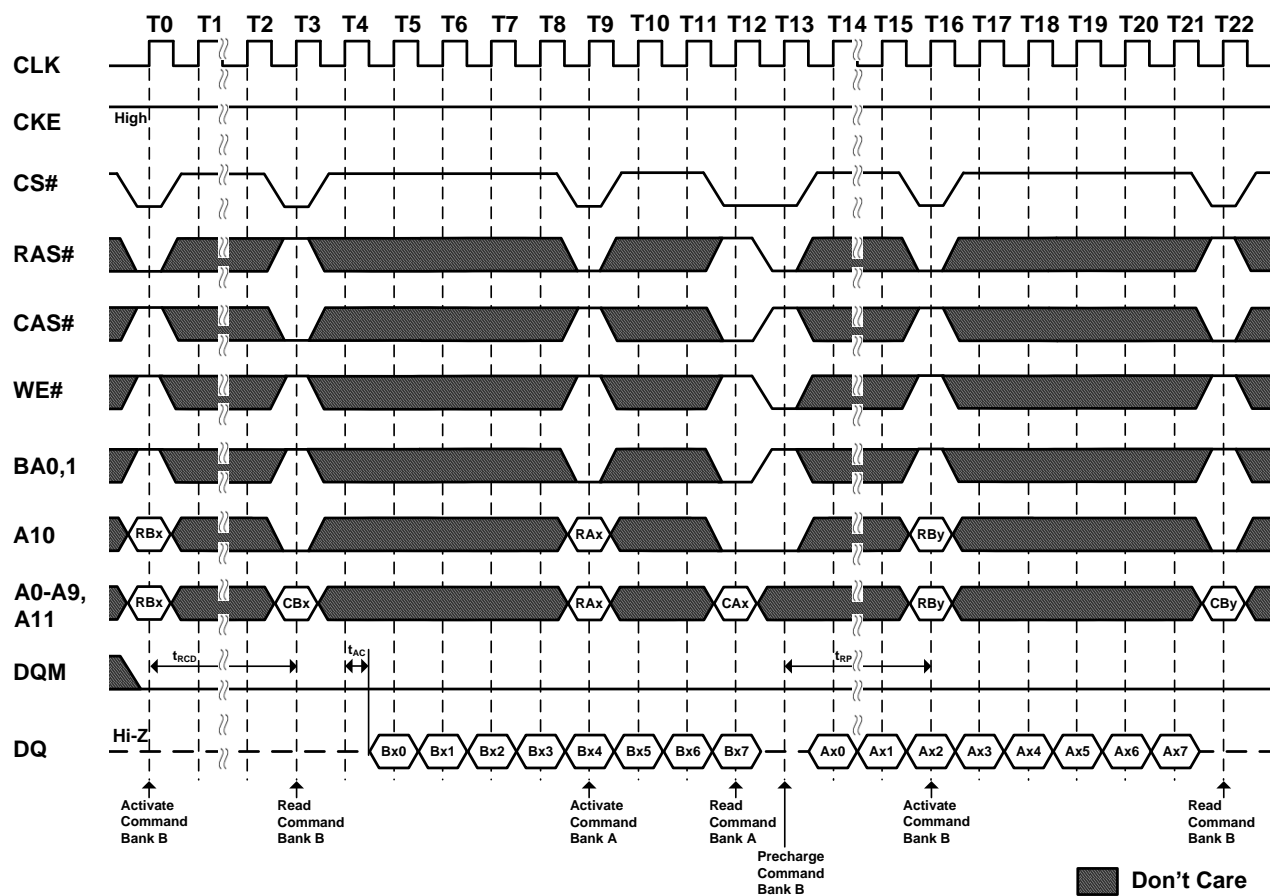 T0 T1 T2 T3 T4 T5 T6 T7 T8 T9 T10 T11 T12 T13 T14 T15 T16 T17 T18 T19 T20 T21 T22
CLK
CKE
High
CS#
RAS#
CAS#
WE#
BA0,1
A10
RBx RAx RBy
A0-A9,
A11
RBx CBx RAx CAx RBy CBy
DQM
tRCD tAC tRP
DQ
Hi-Z
Bx0 Bx1 Bx2 Bx3 Bx4 Bx5 Bx6 Bx7 Ax0 Ax1 Ax2 Ax3 Ax4 Ax5 Ax6 Ax7
Activate
Command
Bank B
Read
Command
Bank B
Activate
Command
Bank A
Read
Command
Bank A
Precharge
Command
Bank B
Activate
Command
Bank B
Read
Command
Bank B
Don't Care